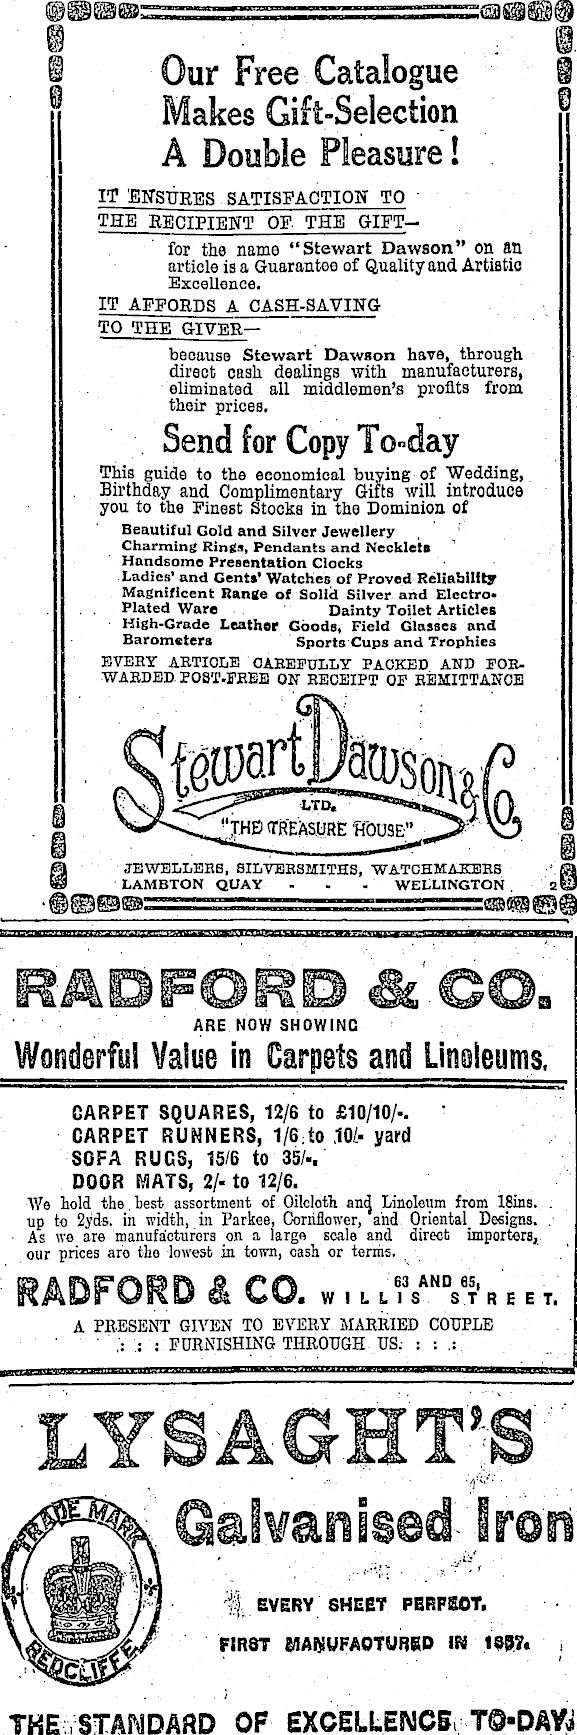 Our Free Catalogue
Makes Gift-Selection
A Double Pleasure!
IT ENSURES SATISFACTION TO
THE RECIPIENT OF THE GIFT—
for the name "Stewart Dawson" on an
article is a Guarantee of Quality and Artistic
Excellence.
IT AFFORDS A CASH-SAVING
TO THE GIVER—
because Stewart Dawson have, through
direct cash dealings with manufacturers,
eliminated all middlemen's profits from
their prices.
Send for Copy To-day
This guide to the economical buying of Wedding,
Birthday and Complimentary Gifts will introduce
you to the Finest Stocks in the Dominion of
Beautiful Gold and Silver Jewellery
Charming Rings, Pendants and Necklets
Handsome Presentation Clocks
Ladies' and Gents' Watches of Proved Reliability
Magnificent Range of Solid Silver and Electro-
Plated Ware Dainty Toilet Articles
High-Grade Leather Goods, Field Glasses and
Barometers Sports Cups and Trophies
EVERY ARTICLE CAREFULLY PACKED AND FOR-
WARDED POST-FREE ON RECEIPT OF REMITTANCE
Stewart Dawson & Co.
LTD.
"THE TREASURE HOUSE"
JEWELLERS, SILVERSMITHS, WATCHMAKERS
LAMBTON QUAY - - - WELLINGTON. 2
RADFORD & CO.
ARE NOW SHOWING
Wonderful Value in Carpets and Linoleums.
CARPET SQUARES, 12/6 to £10/10/-.
CARPET RUNNERS, 1/6 to 10/- yard
SOFA RUGS, 15/6 to 35/-.
DOOR MATS, 2/- to 12/6.
We hold the best assortment of Oilcloth and Linoleum from 18ins.
up to 2yds. in width, in Parkee, Cornflower, and Oriental Designs.
As we are manufacturers on a large scale and direct importers,
our prices are the lowest in town, cash or terms.
RADFORD & CO. 63 AND 65,
WILLIS STREET.
A PRESENT GIVEN TO EVERY MARRIED COUPLE
: : : FURNISHING THROUGH US. : : :
LYSAGHT'S
TRADE MARK
REDCLIFFE
Galvanised Iron
EVERY SHEET PERFECT.
FIRST MANUFACTURED IN 1857.
THE STANDARD OF EXCELLENCE TO-DAY.